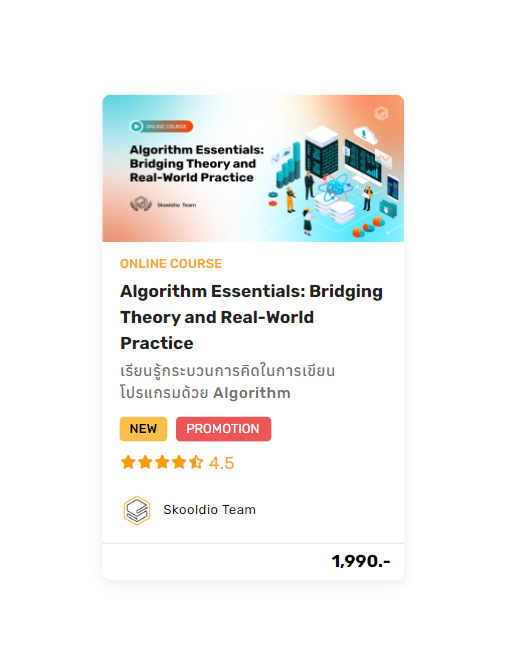 ONLINE COURSE
Algorithm Essentials:
Bridging Theory and
Real-World Practice
Skooldio Team
ONLINE COURSE
Algorithm Essentials: Bridging
Theory and Real-World
Practice
เรียนรู้กระบวนการคิดในการเขียน
โปรแกรมด้วย Algorithm
NEW PROMOTION
4.5
Skooldio Team
1,990.-